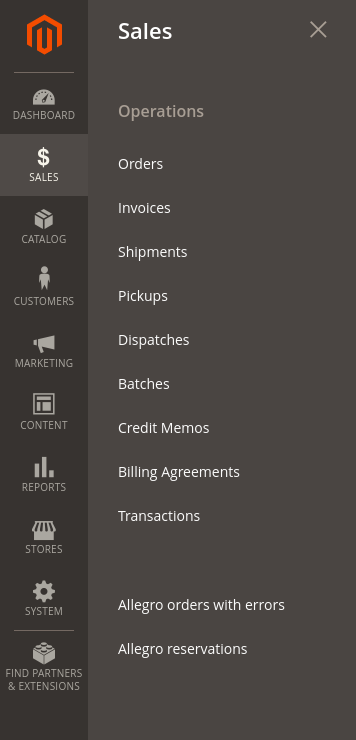 DASHBOARD
$
SALES
CATALOG
CUSTOMERS
MARKETING
CONTENT
REPORTS
STORES
SYSTEM
FIND PARTNERS
& EXTENSIONS
Sales
Operations
Orders
Invoices
Shipments
Pickups
Dispatches
Batches
Credit Memos
Billing Agreements
Transactions
Allegro orders with errors
Allegro reservations